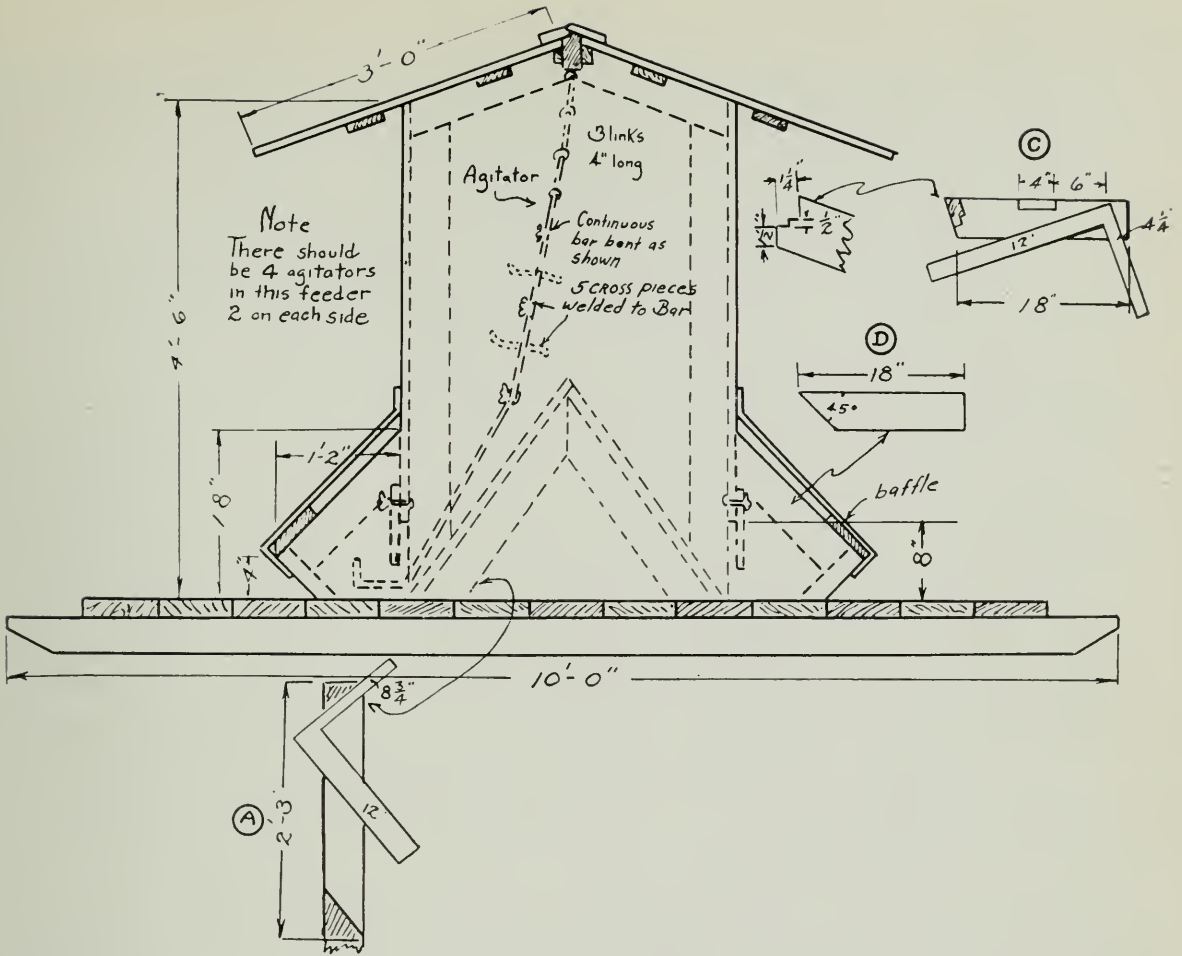 3'-0"
3 links
4" long
Agitator
Continuous
bar bent as
shown
5 cross pieces
welded to Bar
Note
There should
be 4 agitators
in this feeder
2 on each side
4'-6"
1 1/4"
1/2"
1/2"
C
4"
6"
4 1/4
12"
18"
D
18"
45°
baffle
1'-2"
18"
4"
8"
10'-0"
8 3/4"
A
2'-3"
12"